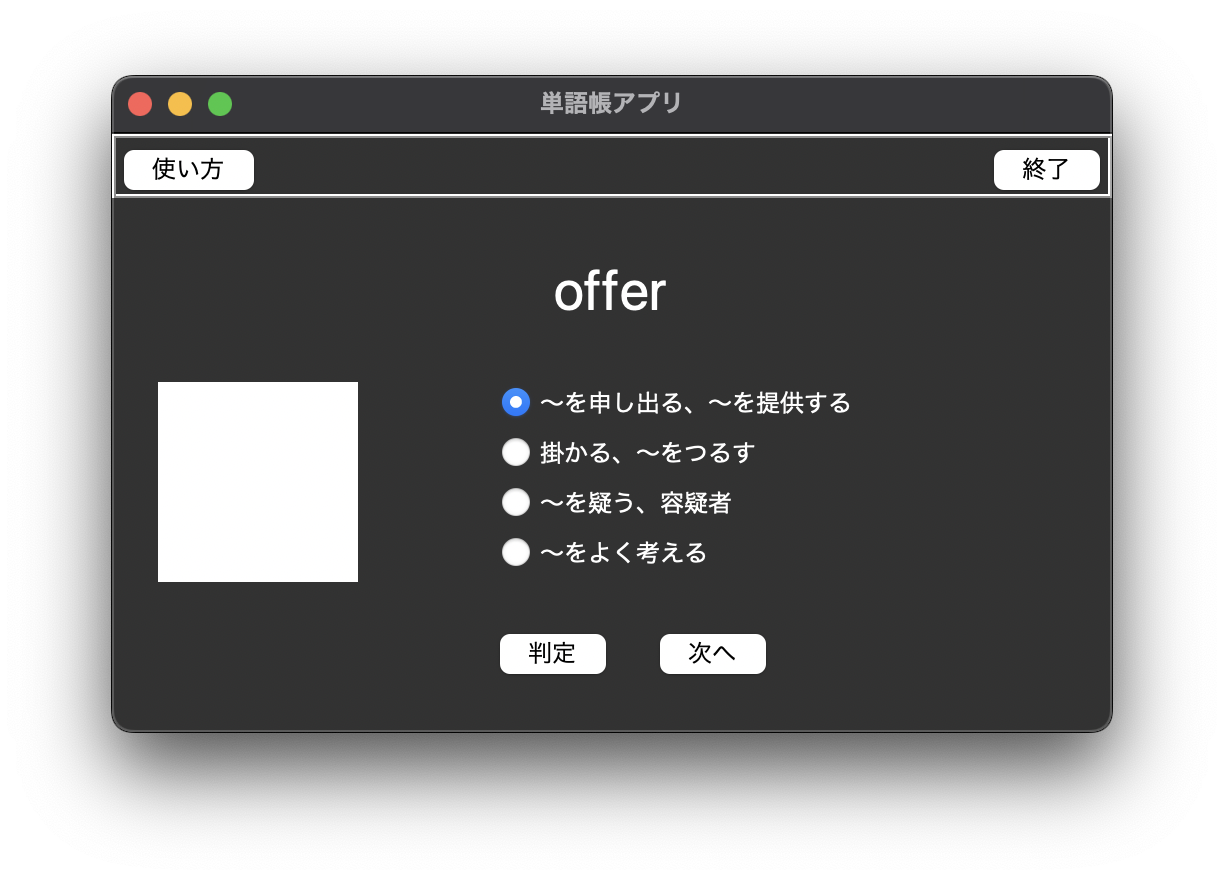 単語帳アプリ
使い方
終了
offer
〜を申し出る、〜を提供する
掛かる、〜をつるす
〜を疑う、容疑者
〜をよく考える
判定
次へ